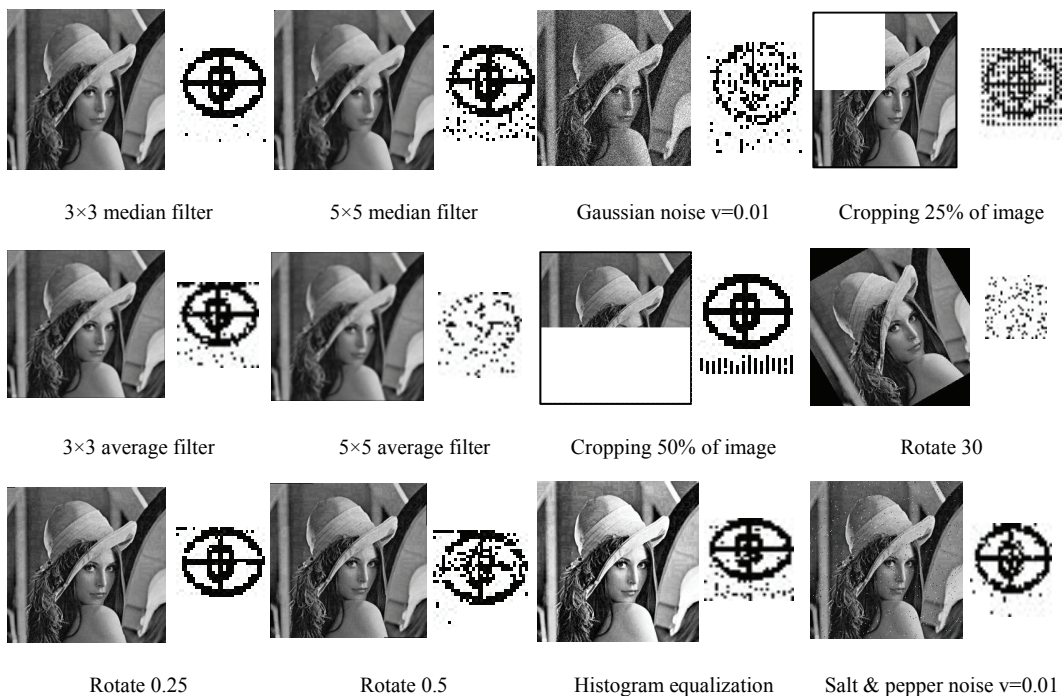 3×3 median filter
5×5 median filter
Gaussian noise v=0.01
Cropping 25% of image
3×3 average filter
5×5 average filter
Cropping 50% of image
Rotate 30
Rotate 0.25
Rotate 0.5
Histogram equalization
Salt & pepper noise v=0.01